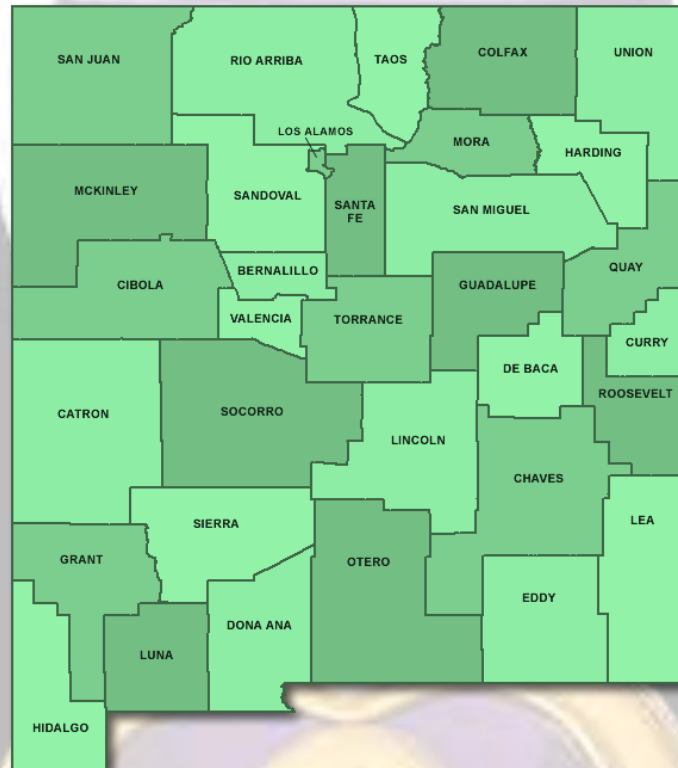 SAN JUAN
RIO ARRIBA
TAOS
COLFAX
UNION
LOS ALAMOS
MORA
HARDING
MCKINLEY
SANDOVAL
SANTA
FE
SAN MIGUEL
CIBOLA
BERNALILLO
QUAY
GUADALUPE
VALENCIA
TORRANCE
CURRY
DE BACA
ROOSEVELT
CATRON
SOCORRO
LINCOLN
CHAVES
SIERRA
LEA
GRANT
OTERO
EDDY
DONA ANA
LUNA
HIDALGO